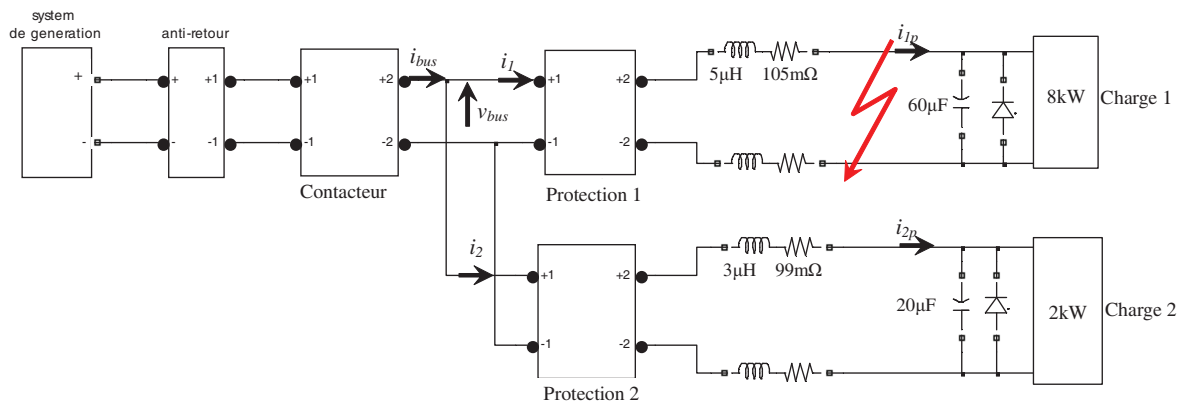 system
de generation
+
-
anti-retour
+
+1
-
-1
+1
+2
-1
-2
Contacteur
i_bus
v_bus
i_1
+1
+2
-1
-2
Protection 1
5µH
105mΩ
i_1p
60µF
8kW
Charge 1
i_2
+1
+2
-1
-2
Protection 2
3µH
99mΩ
i_2p
20µF
2kW
Charge 2